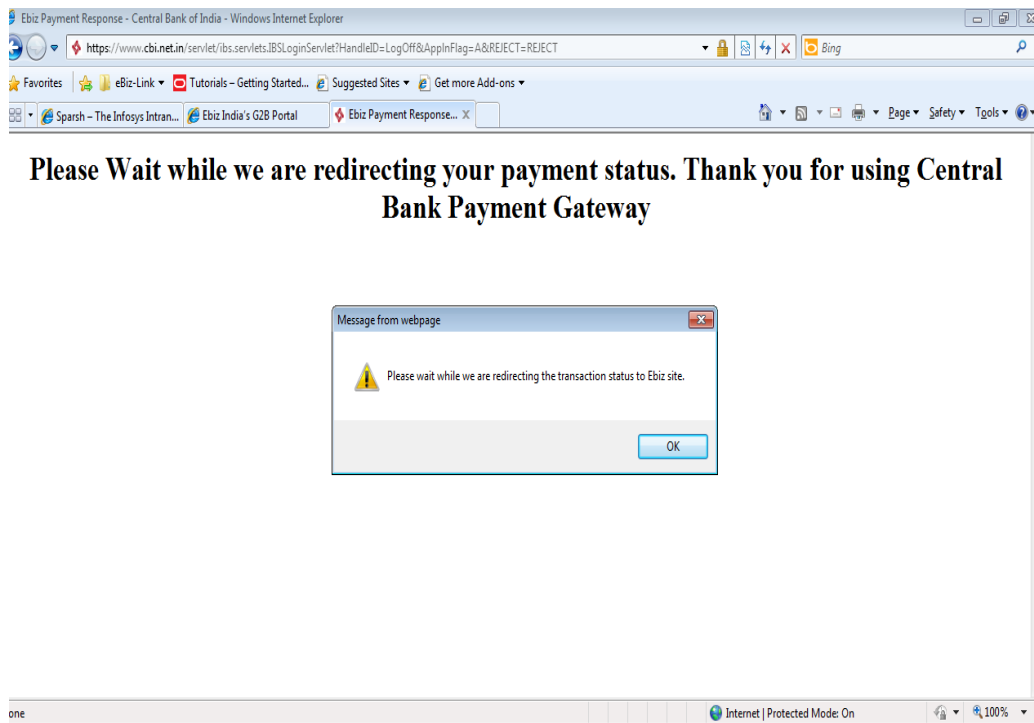 Ebiz Payment Response - Central Bank of India - Windows Internet Explorer
https://www.cbi.net.in/servlet/ibs.servlets.IBSLoginServlet?HandleID=LogOff&AppInFlag=A&REJECT=REJECT Bing
Favorites eBiz-Link Tutorials – Getting Started... Suggested Sites Get more Add-ons
Sparsh – The Infosys Intran... Ebiz India's G2B Portal Ebiz Payment Response... X Page Safety Tools
Please Wait while we are redirecting your payment status. Thank you for using Central
Bank Payment Gateway
Message from webpage
Please wait while we are redirecting the transaction status to Ebiz site.
OK
one Internet | Protected Mode: On 100%